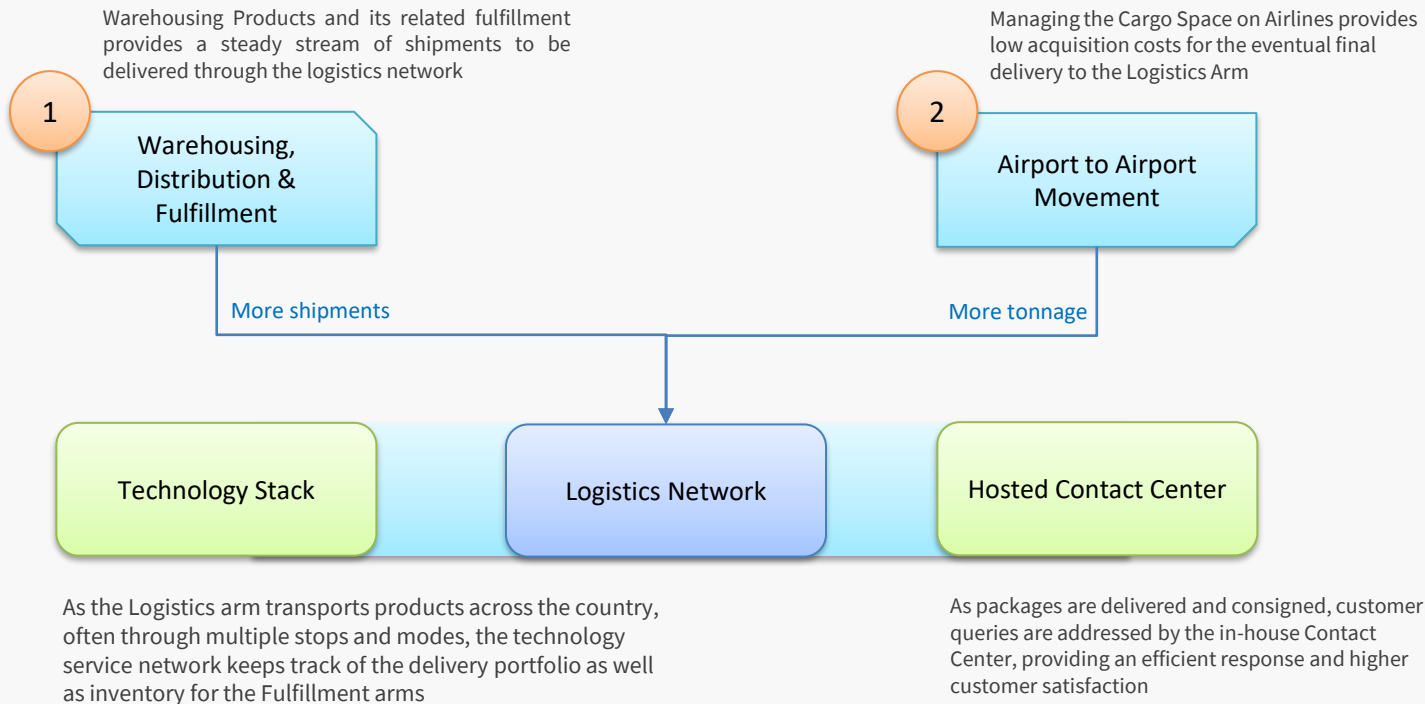 Warehousing Products and its related fulfillment
provides a steady stream of shipments to be
delivered through the logistics network
Managing the Cargo Space on Airlines provides
low acquisition costs for the eventual final
delivery to the Logistics Arm
1
Warehousing,
Distribution &
Fulfillment
2
Airport to Airport
Movement
More shipments
More tonnage
Technology Stack
Logistics Network
Hosted Contact Center
As the Logistics arm transports products across the country,
often through multiple stops and modes, the technology
service network keeps track of the delivery portfolio as well
as inventory for the Fulfillment arms
As packages are delivered and consigned, customer
queries are addressed by the in-house Contact
Center, providing an efficient response and higher
customer satisfaction